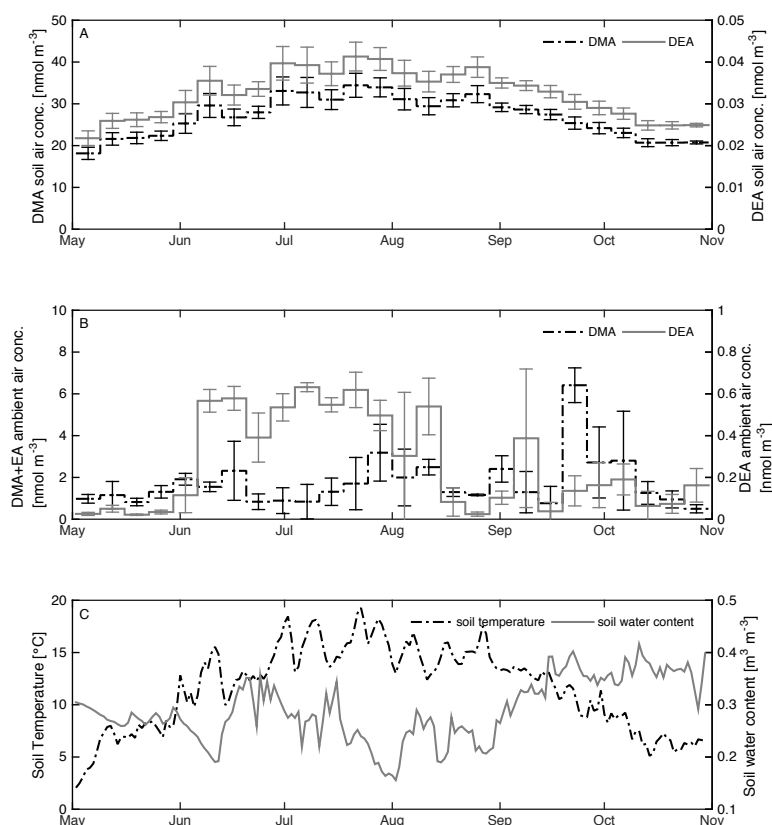 A
DMA DEA
DMA soil air conc. [nmol m-3]
50
40
30
20
10
0
DEA soil air conc. [nmol m-3]
0.05
0.04
0.03
0.02
0.01
0
May Jun Jul Aug Sep Oct Nov
B
DMA DEA
DMA+EA ambient air conc.
[nmol m-3]
10
8
6
4
2
0
DEA ambient air conc.
[nmol m-3]
1
0.8
0.6
0.4
0.2
0
May Jun Jul Aug Sep Oct Nov
C
soil temperature soil water content
Soil Temperature [°C]
20
15
10
5
0
Soil water content [m3 m-3]
0.5
0.4
0.3
0.2
0.1
May Jun Jul Aug Sep Oct Nov